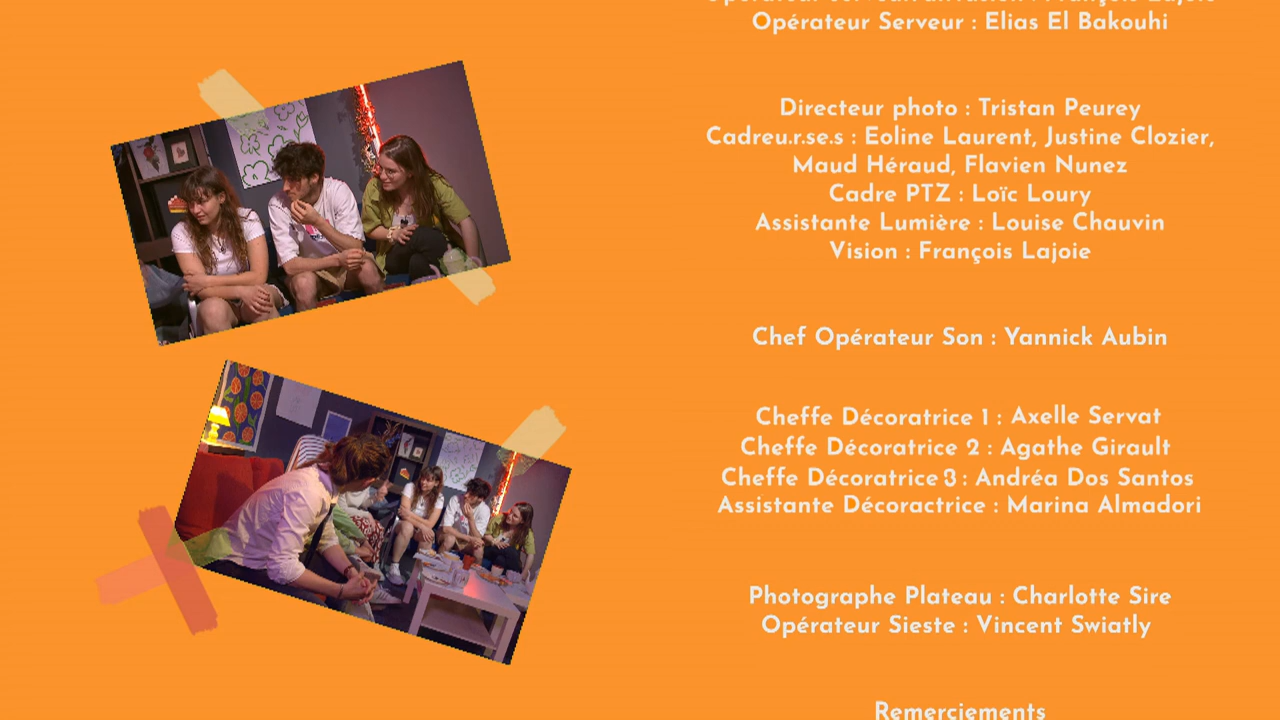 Opérateur Serveur : Elias El Bakouhi
Directeur photo : Tristan Peurey
Cadreu.r.se.s : Eoline Laurent, Justine Clozier,
Maud Héraud, Flavien Nunez
Cadre PTZ : Loïc Loury
Assistante Lumière : Louise Chauvin
Vision : François Lajoie
Chef Opérateur Son : Yannick Aubin
Cheffe Décoratrice 1 : Axelle Servat
Cheffe Décoratrice 2 : Agathe Girault
Cheffe Décoratrice 3 : Andréa Dos Santos
Assistante Décoractrice : Marina Almadori
Photographe Plateau : Charlotte Sire
Opérateur Sieste : Vincent Swiatly
Remerciements